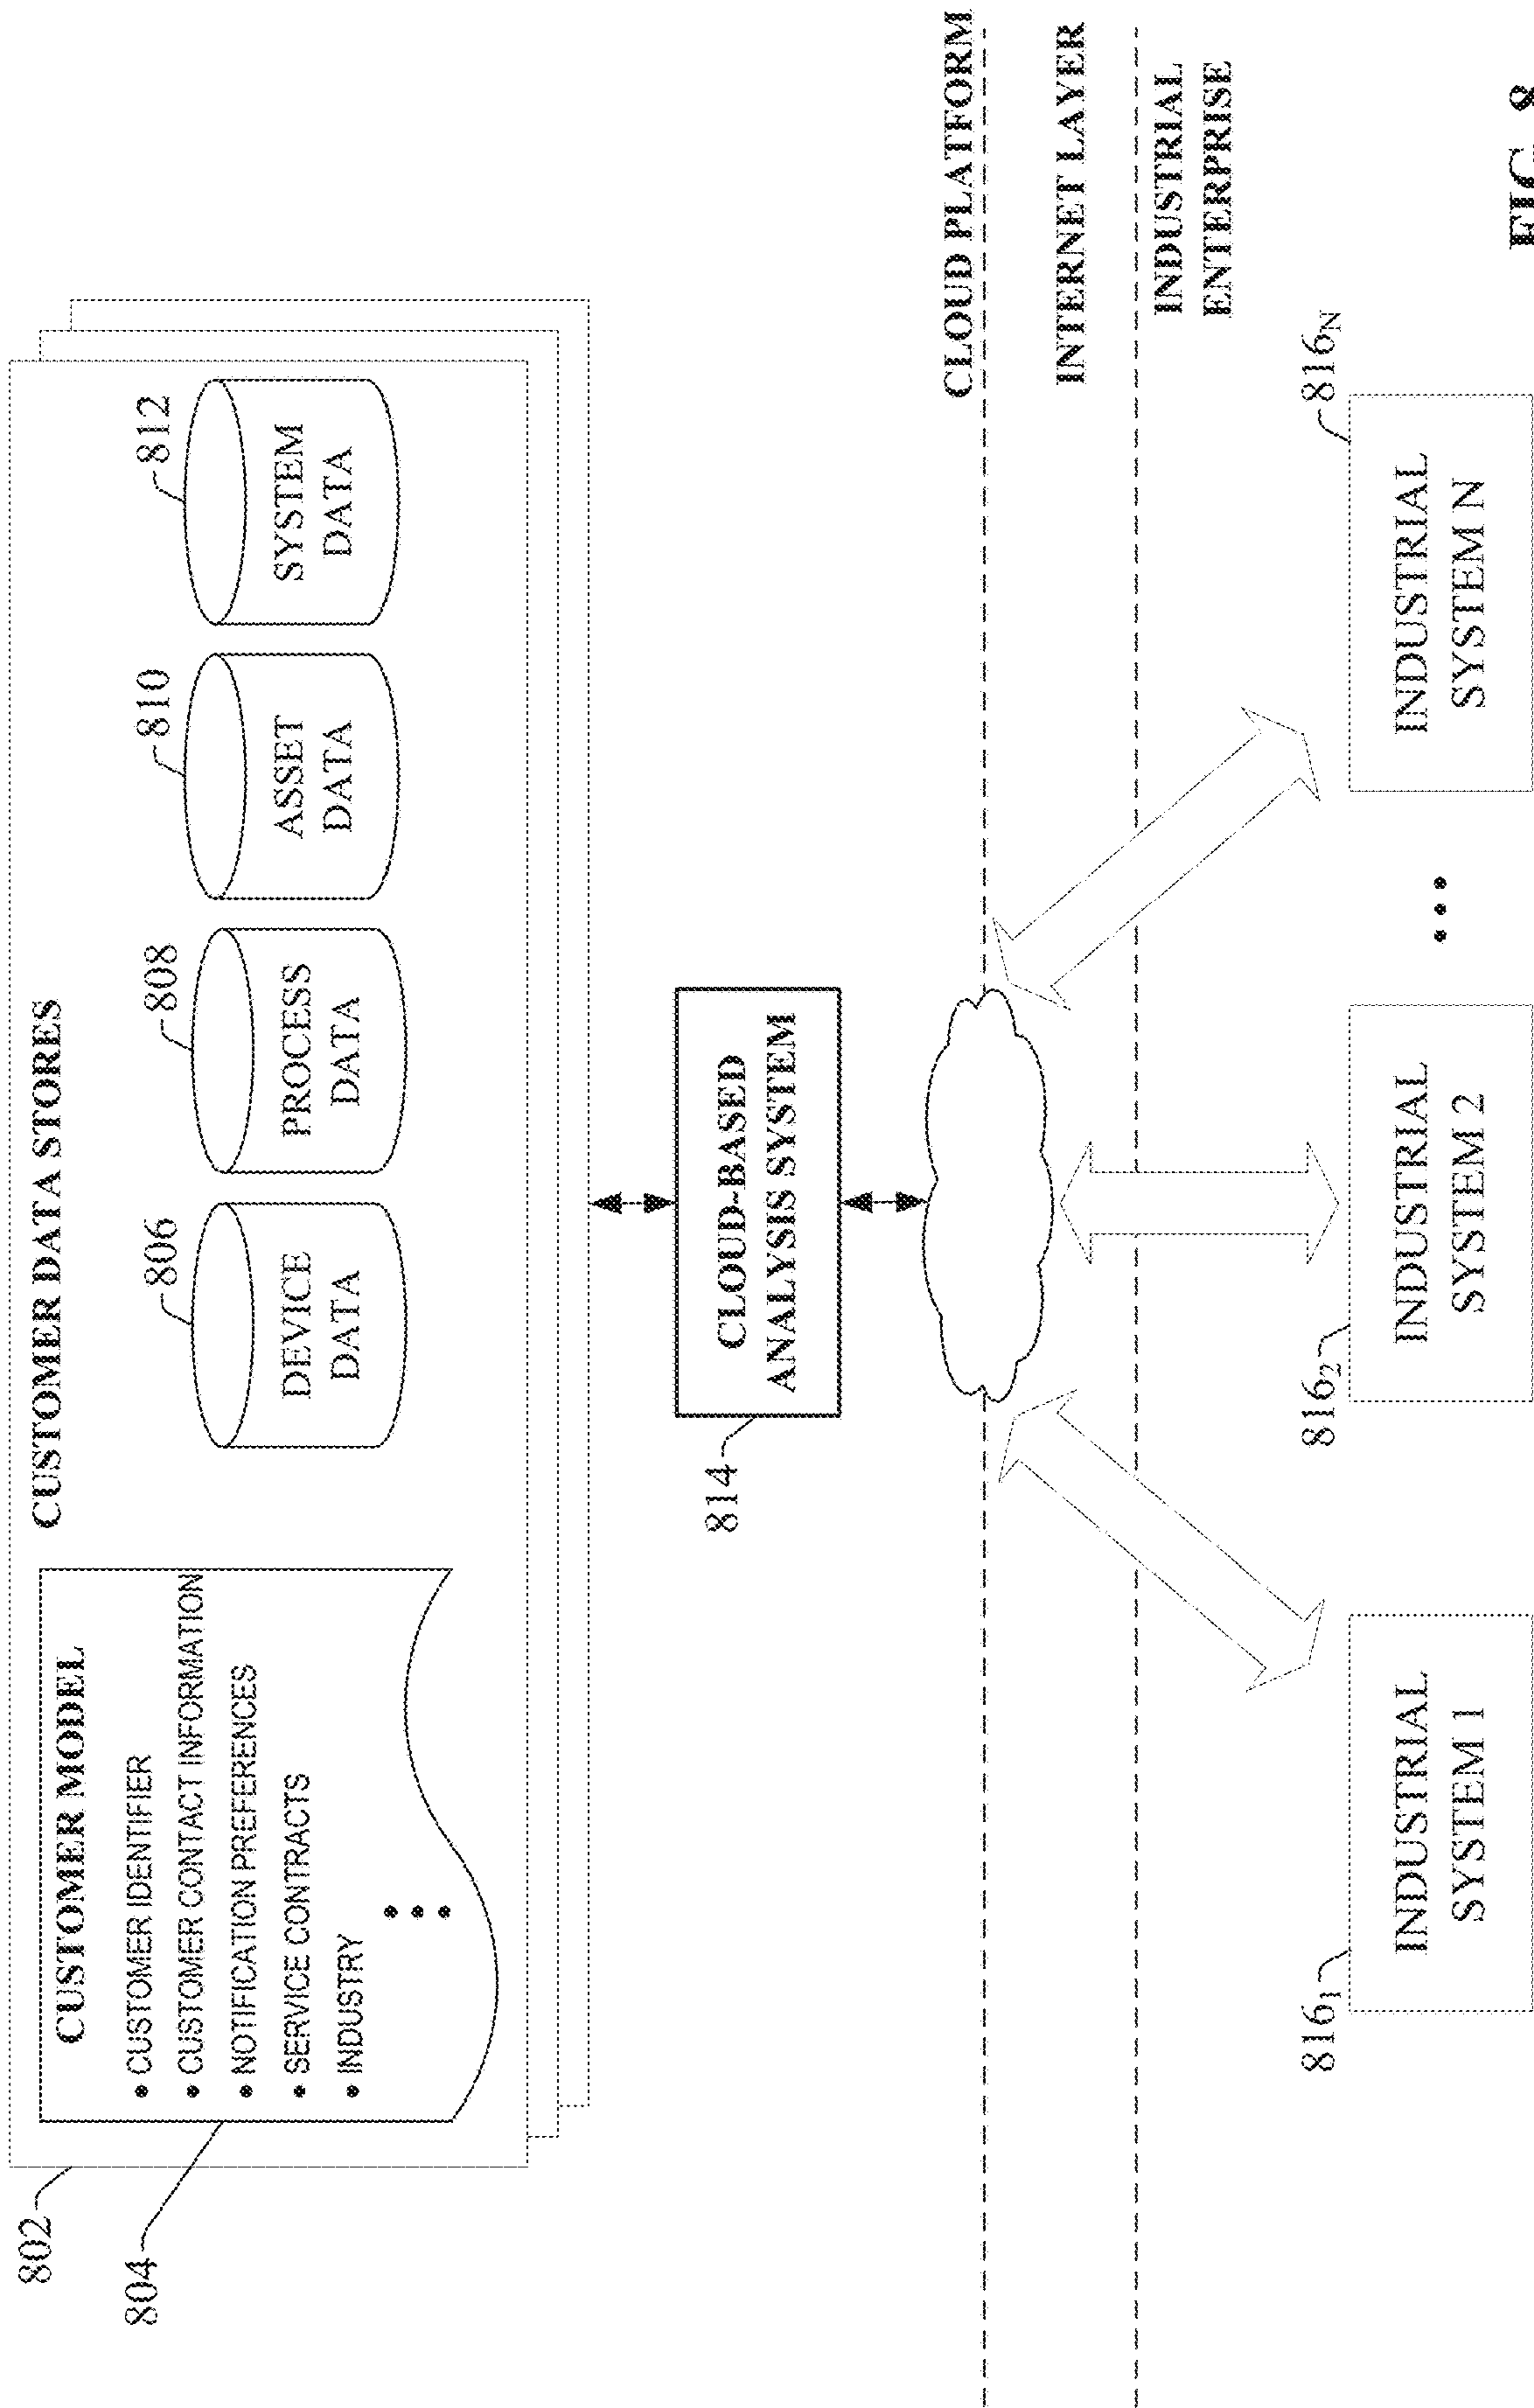 CUSTOMER DATA STORES
802
804
CUSTOMER MODEL
• CUSTOMER IDENTIFIER
• CUSTOMER CONTACT INFORMATION
• NOTIFICATION PREFERENCES
• SERVICE CONTRACTS
• INDUSTRY
806
DEVICE
DATA
808
PROCESS
DATA
810
ASSET
DATA
812
SYSTEM
DATA
814
CLOUD-BASED
ANALYSIS SYSTEM
CLOUD PLATFORM
INTERNET LAYER
INDUSTRIAL
ENTERPRISE
816₁
INDUSTRIAL
SYSTEM 1
816₂
INDUSTRIAL
SYSTEM 2
816N
INDUSTRIAL
SYSTEM N
FIG. 8